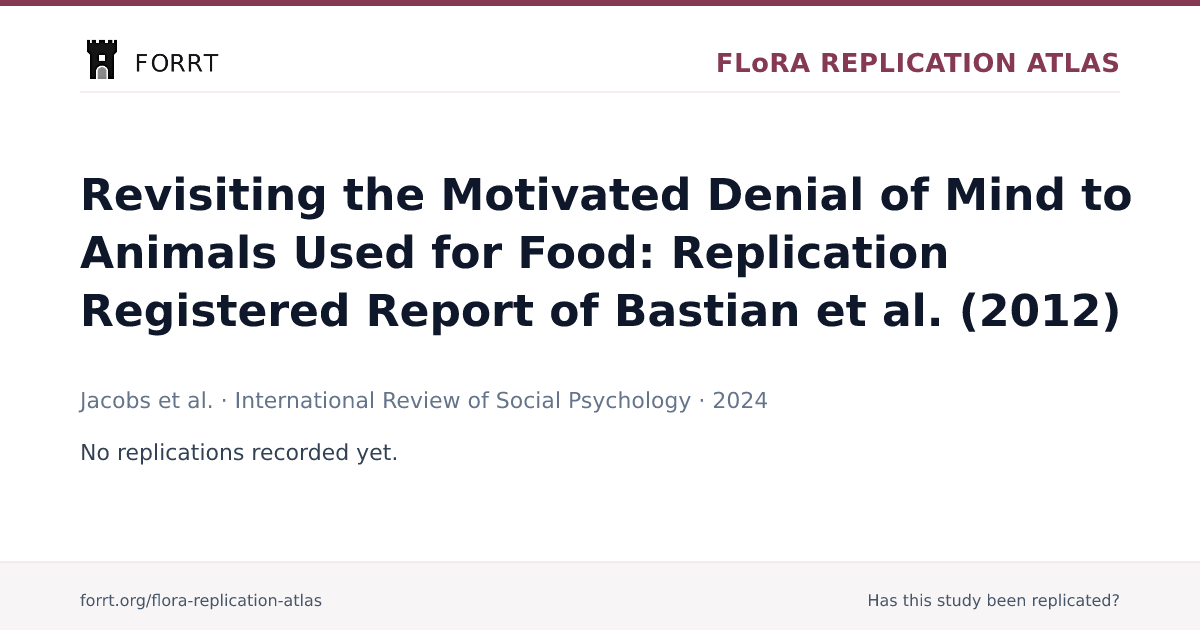 FORRT
FLoRA REPLICATION ATLAS
Revisiting the Motivated Denial of Mind to
Animals Used for Food: Replication
Registered Report of Bastian et al. (2012)
Jacobs et al. · International Review of Social Psychology · 2024
No replications recorded yet.
forrt.org/flora-replication-atlas
Has this study been replicated?